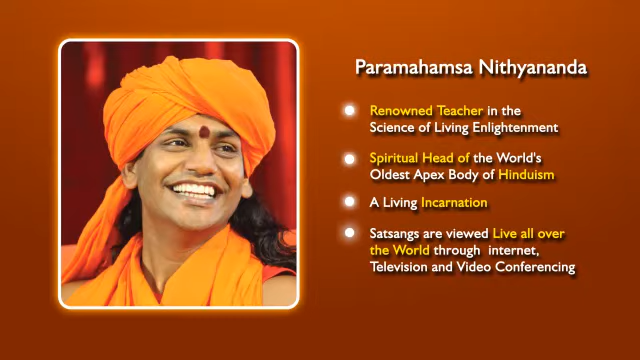 Paramahamsa Nithyananda
Renowned Teacher in the
Science of Living Enlightenment
Spiritual Head of the World's
Oldest Apex Body of Hinduism
A Living Incarnation
Satsangs are viewed Live all over
the World through internet,
Television and Video Conferencing